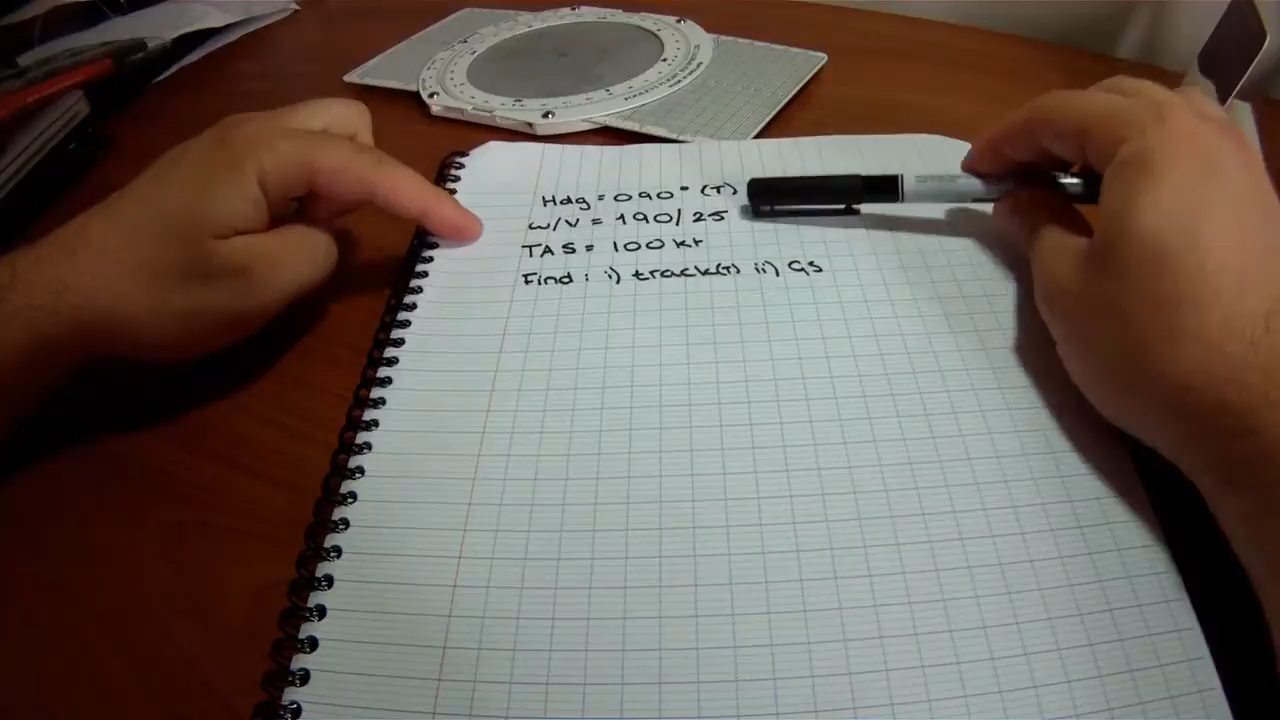 Hdg = 090° (T)
W/V = 190/25
TAS = 100 kt
Find : i) track(T) ii) GS